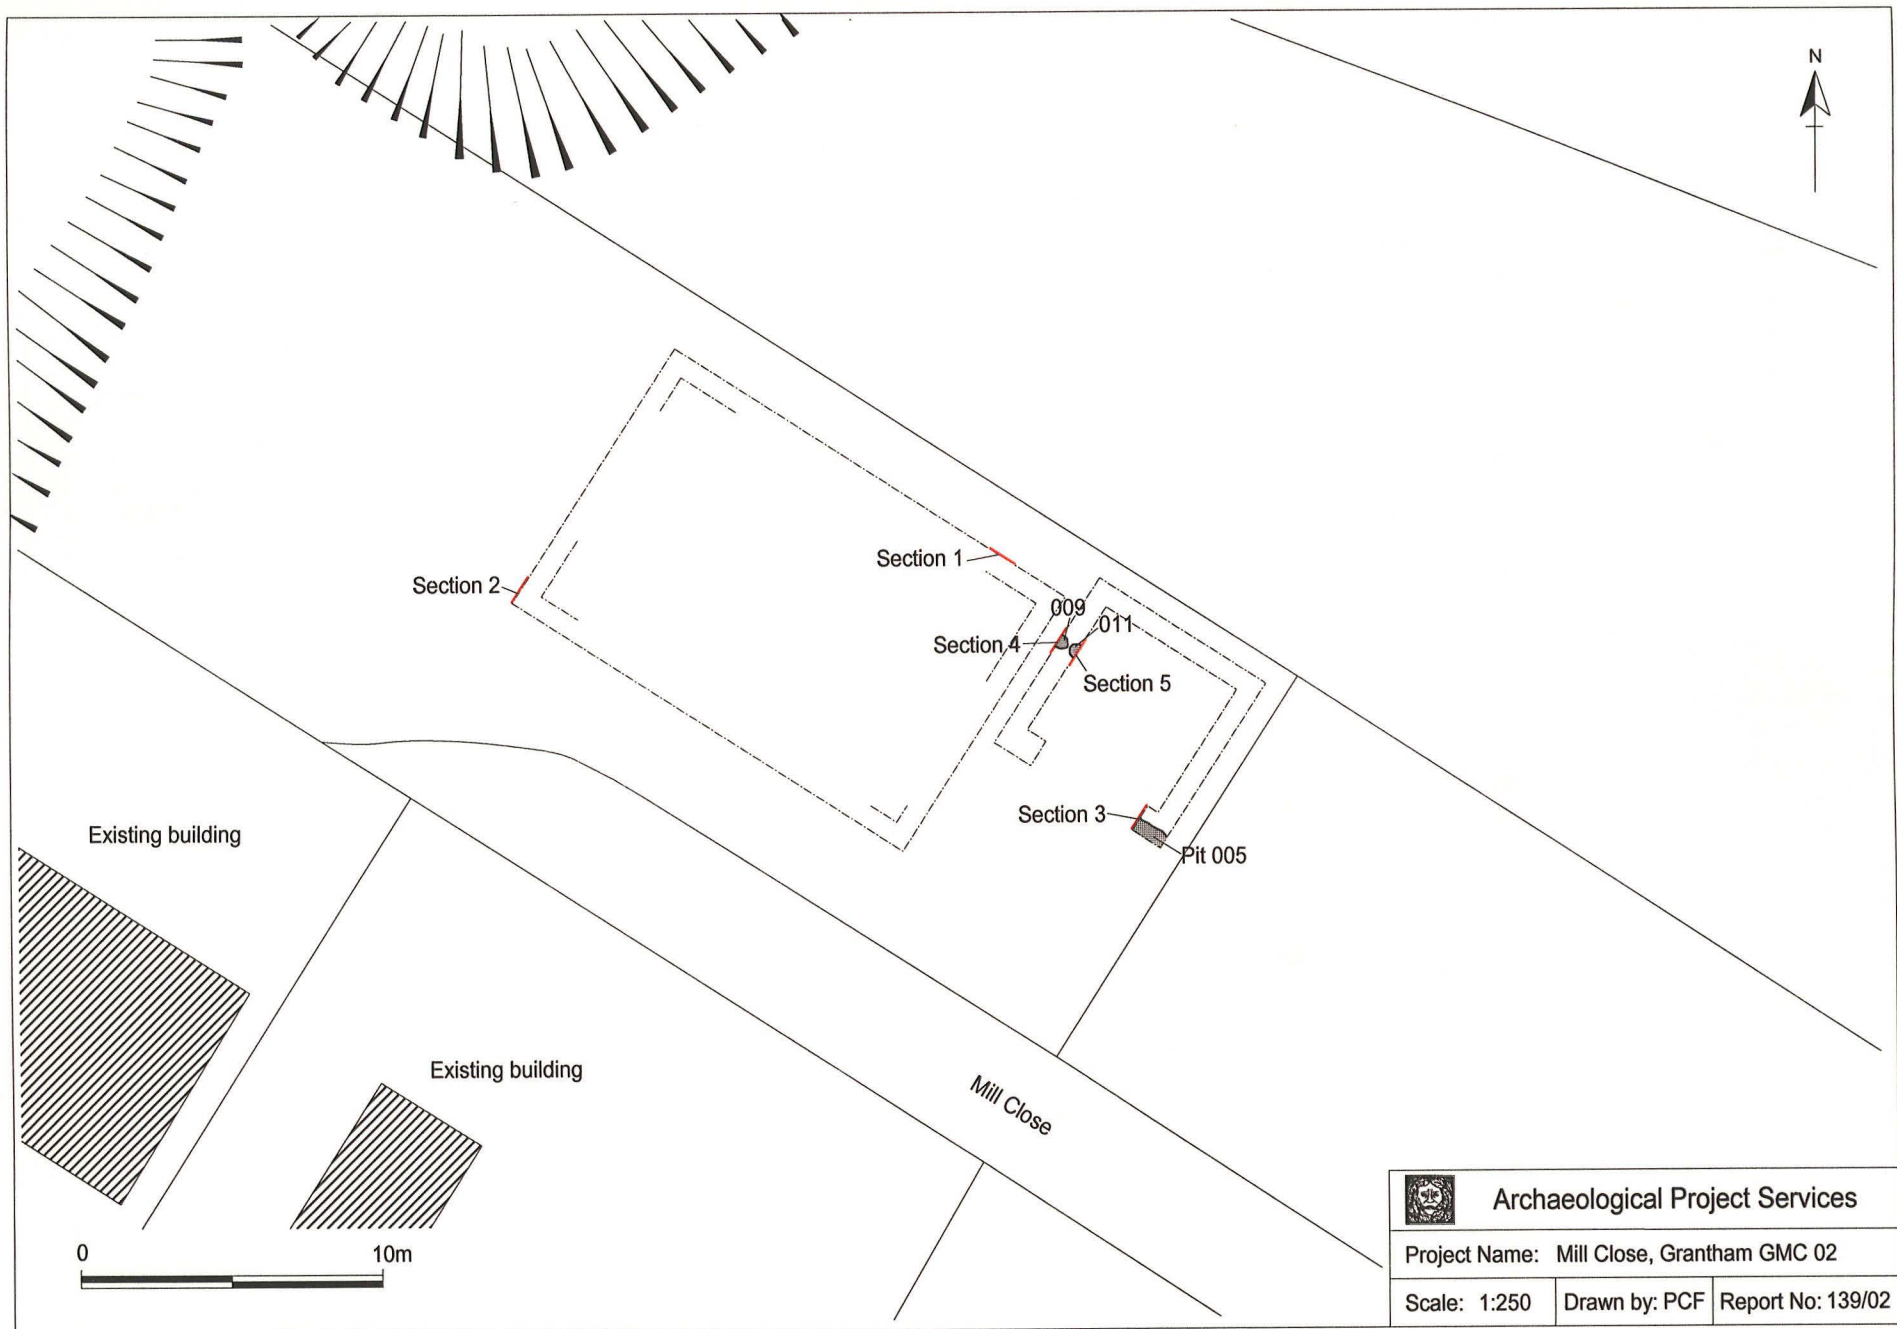 N
Section 1
Section 2
009
011
Section 4
Section 5
Section 3
Pit 005
Existing building
Existing building
Mill Close
0 10m
Archaeological Project Services
Project Name: Mill Close, Grantham GMC 02
Scale: 1:250 Drawn by: PCF Report No: 139/02